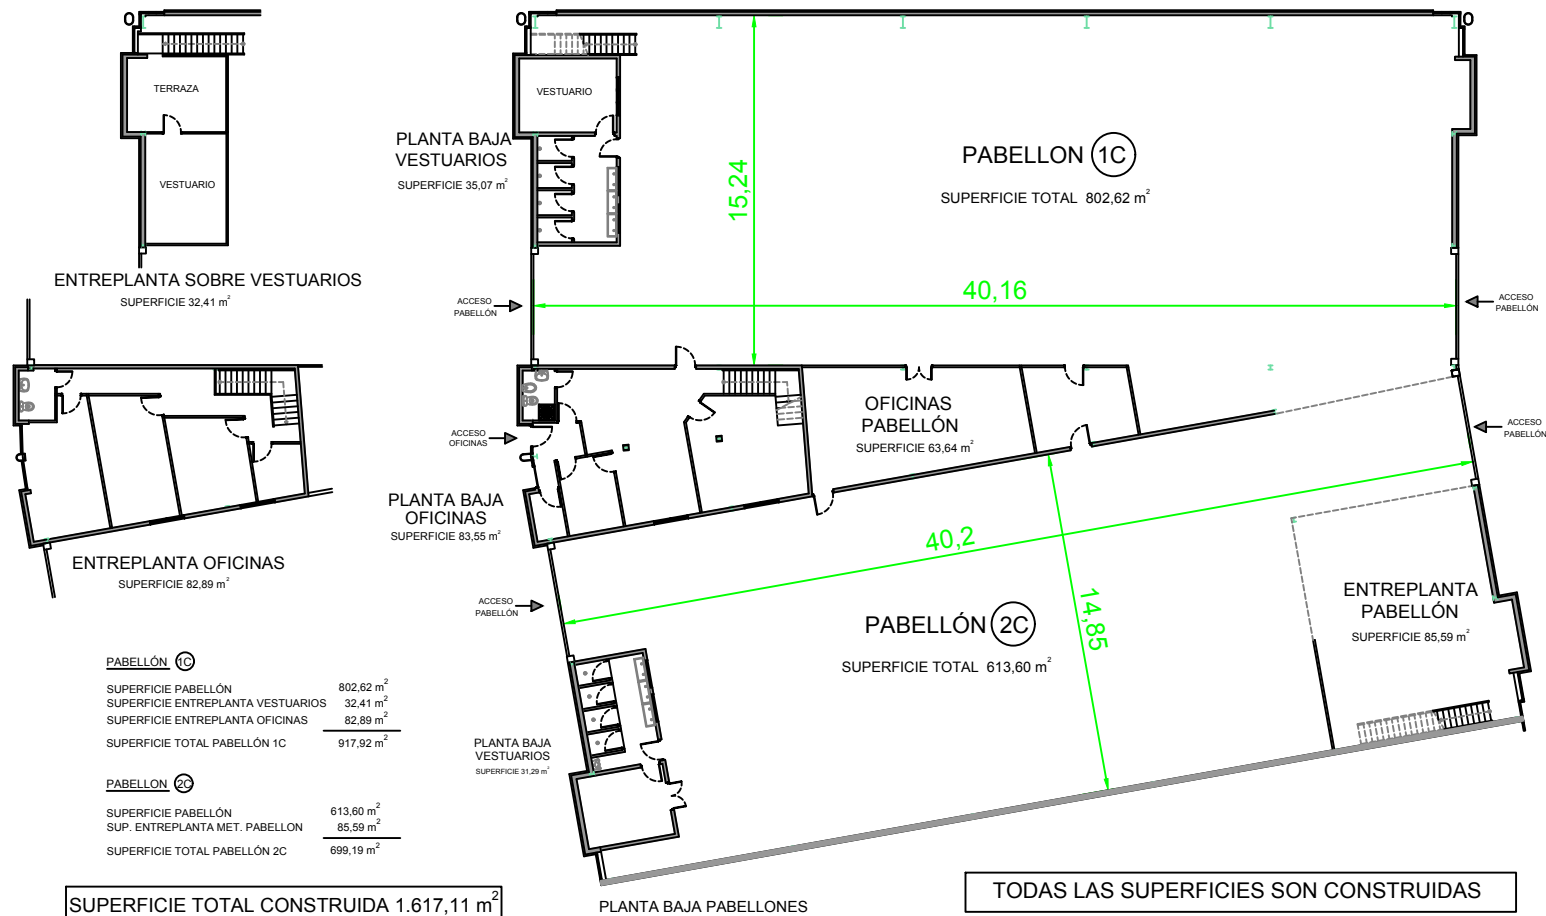 TERRAZA
VESTUARIO
ENTREPLANTA SOBRE VESTUARIOS
SUPERFICIE 32,41 m²
VESTUARIO
PLANTA BAJA
VESTUARIOS
SUPERFICIE 35,07 m²
15,24
PABELLON 1C
SUPERFICIE TOTAL 802,62 m²
40,16
ACCESO
PABELLÓN
ACCESO
PABELLÓN
ENTREPLANTA OFICINAS
SUPERFICIE 82,89 m²
ACCESO
OFICINAS
OFICINAS
PABELLÓN
SUPERFICIE 63,64 m²
ACCESO
PABELLÓN
PLANTA BAJA
OFICINAS
SUPERFICIE 83,55 m²
40,2
14,85
ACCESO
PABELLÓN
PABELLÓN 2C
SUPERFICIE TOTAL 613,60 m²
ENTREPLANTA
PABELLÓN
SUPERFICIE 85,59 m²
PLANTA BAJA
VESTUARIOS
SUPERFICIE 31,29 m²
PABELLÓN 1C
SUPERFICIE PABELLÓN 802,62 m²
SUPERFICIE ENTREPLANTA VESTUARIOS 32,41 m²
SUPERFICIE ENTREPLANTA OFICINAS 82,89 m²
SUPERFICIE TOTAL PABELLÓN 1C 917,92 m²
PABELLON 2C
SUPERFICIE PABELLÓN 613,60 m²
SUP. ENTREPLANTA MET. PABELLON 85,59 m²
SUPERFICIE TOTAL PABELLÓN 2C 699,19 m²
SUPERFICIE TOTAL CONSTRUIDA 1.617,11 m²
PLANTA BAJA PABELLONES
TODAS LAS SUPERFICIES SON CONSTRUIDAS